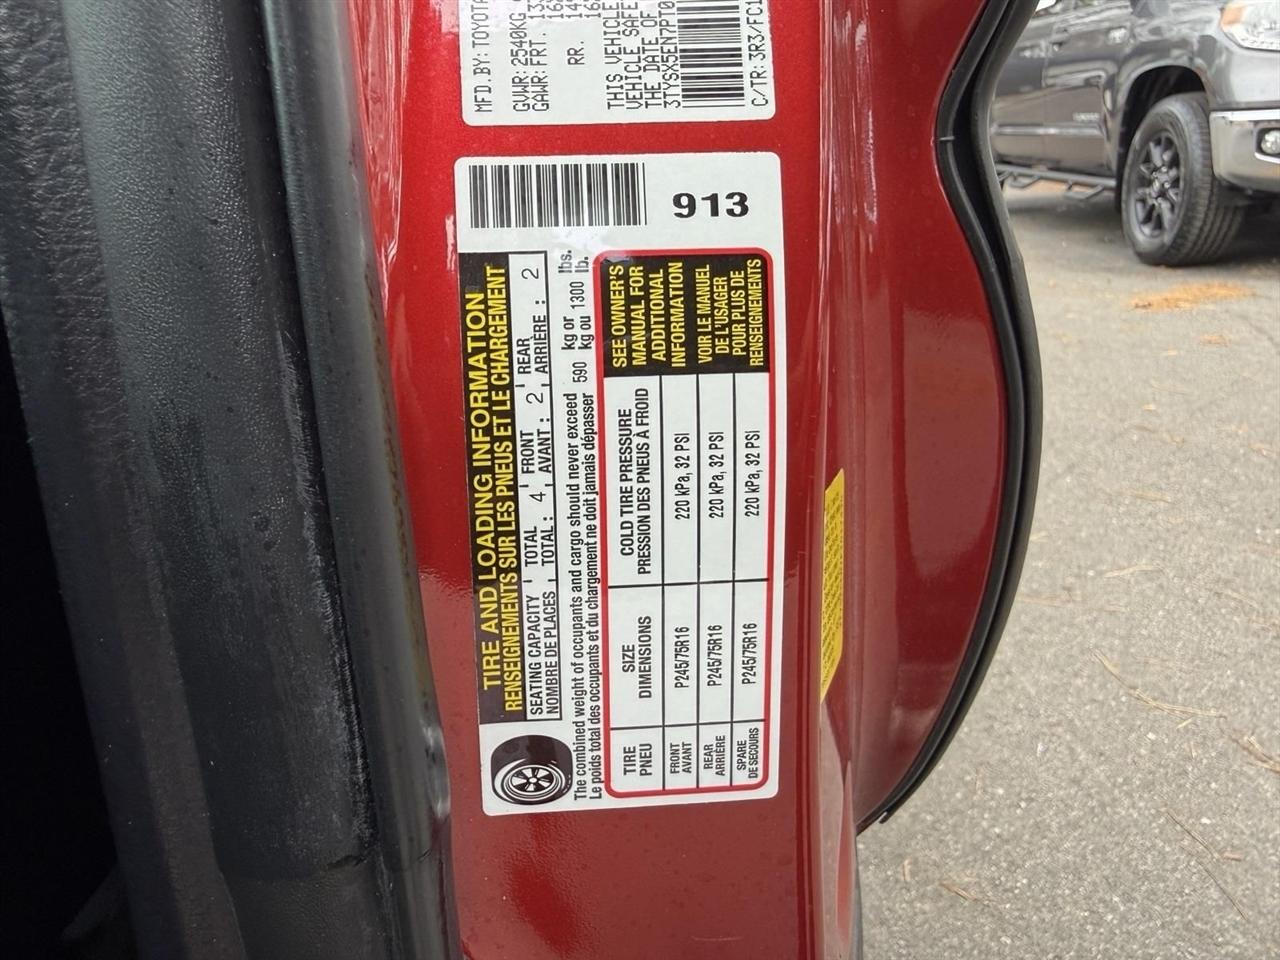 MFD.BY:TOYOTA
GVWR: 2540KG
GAWR: FRT.
RR.
THIS VEHICLE
VEHICLE SAFE
THE DATE OF
3TYSX5EN7PT0
C/TR: 3R3/FC1
913
TIRE AND LOADING INFORMATION
RENSEIGNEMENTS SUR LES PNEUS ET LE CHARGEMENT
SEATING CAPACITY TOTAL 4 FRONT 2 REAR 2
NOMBRE DE PLACES TOTAL : AVANT : ARRIÈRE :
The combined weight of occupants and cargo should never exceed 590 kg or 1300 lbs.
Le poids total des occupants et du chargement ne doit jamais dépasser kg ou lb.
TIRE SIZE COLD TIRE PRESSURE
PNEU DIMENSIONS PRESSION DES PNEUS À FROID
FRONT
AVANT P245/75R16 220 kPa, 32 PSI
REAR
ARRIÈRE P245/75R16 220 kPa, 32 PSI
SPARE
DE SECOURS P245/75R16 220 kPa, 32 PSI
SEE OWNER'S
MANUAL FOR
ADDITIONAL
INFORMATION
VOIR LE MANUEL
DE L'USAGER
POUR PLUS DE
RENSEIGNEMENTS